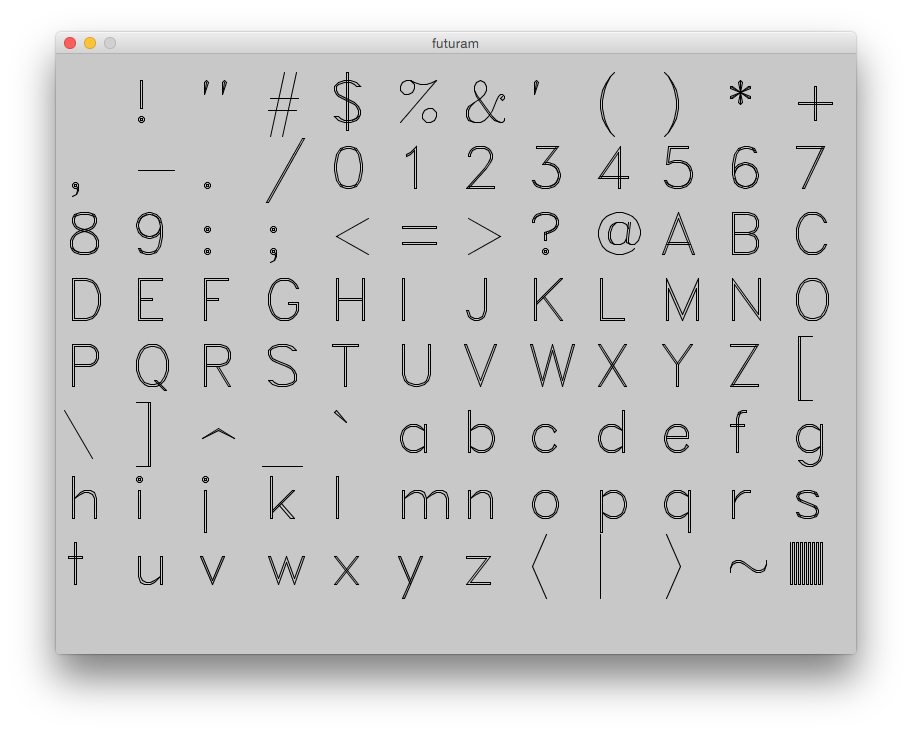 futuram
! " # $ % & ' ( ) * +
, - . / 0 1 2 3 4 5 6 7
8 9 : ; < = > ? @ A B C
D E F G H I J K L M N O
P Q R S T U V W X Y Z [
\ ] ^ _ ` a b c d e f g
h i j k l m n o p q r s
t u v w x y z ⟨ | ⟩ ~